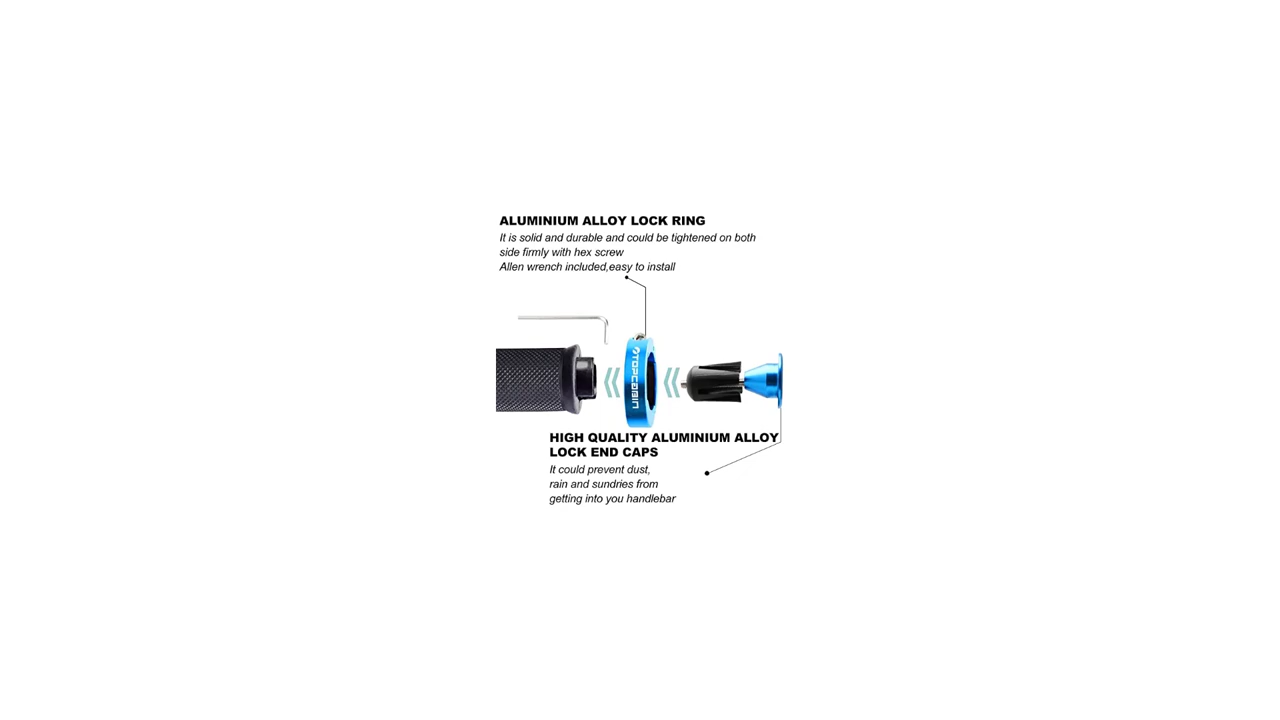 ALUMINIUM ALLOY LOCK RING
It is solid and durable and could be tightened on both
side firmly with hex screw
Allen wrench included,easy to install
TOPCABIN
HIGH QUALITY ALUMINIUM ALLOY
LOCK END CAPS
It could prevent dust,
rain and sundries from
getting into you handlebar